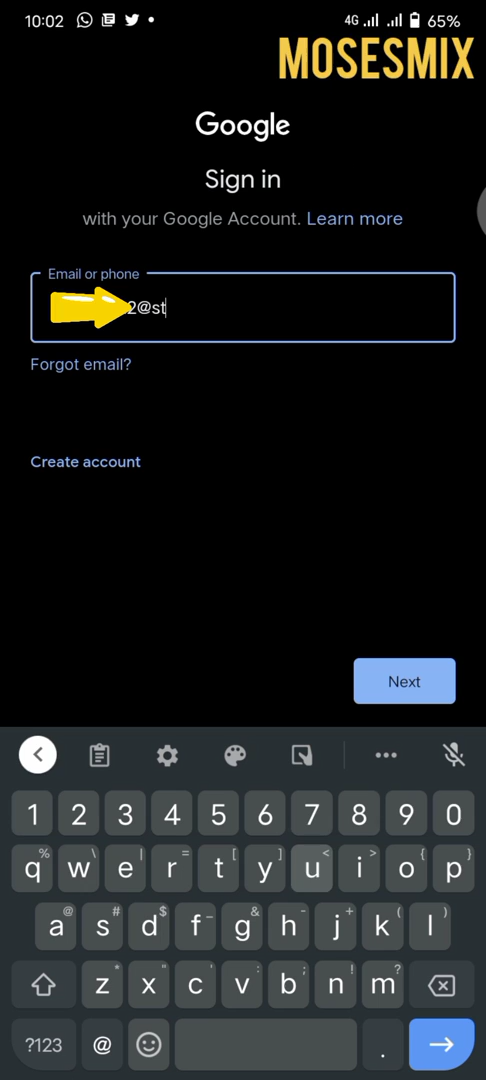 10:02 4G 65%
MOSESMIX
Google
Sign in
with your Google Account. Learn more
Email or phone
2@st
Forgot email?
Create account
Next
1 2 3 4 5 6 7 8 9 0
% \ | = [ ] < > { }
q w e r t y u i o p
@ # $ _ & - + ( )
a s d f g h j k l
* " ' : ; ! ?
z x c v b n m
?123 @ .